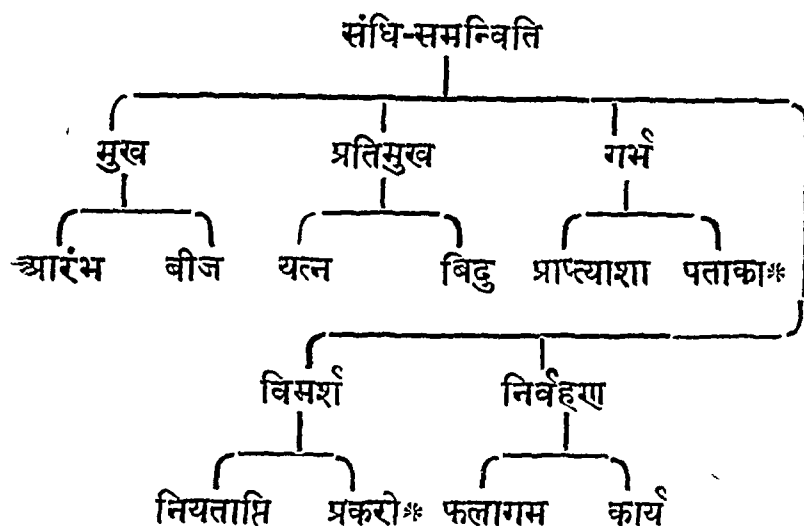 संधि-समन्विति
मुख प्रतिमुख गर्भ
आरंभ बीज यत्न बिदु प्राप्त्याशा पताका*
विमर्श निर्वहण
नियताप्ति प्रकरो* फलागम कार्य